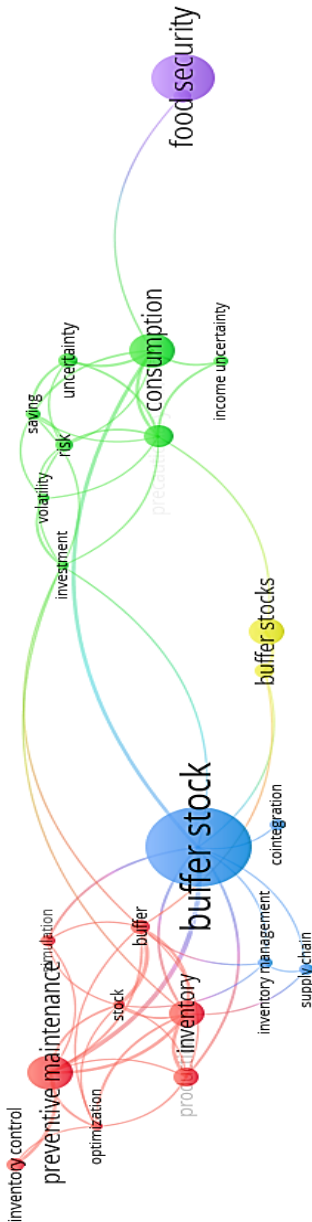 food security
consumption
uncertainty
income uncertainty
saving
risk
volatility
investment
buffer stocks
buffer stock
cointegration
inventory management
supply chain
buffer
stock
inventory
preventive maintenance
optimization
inventory control